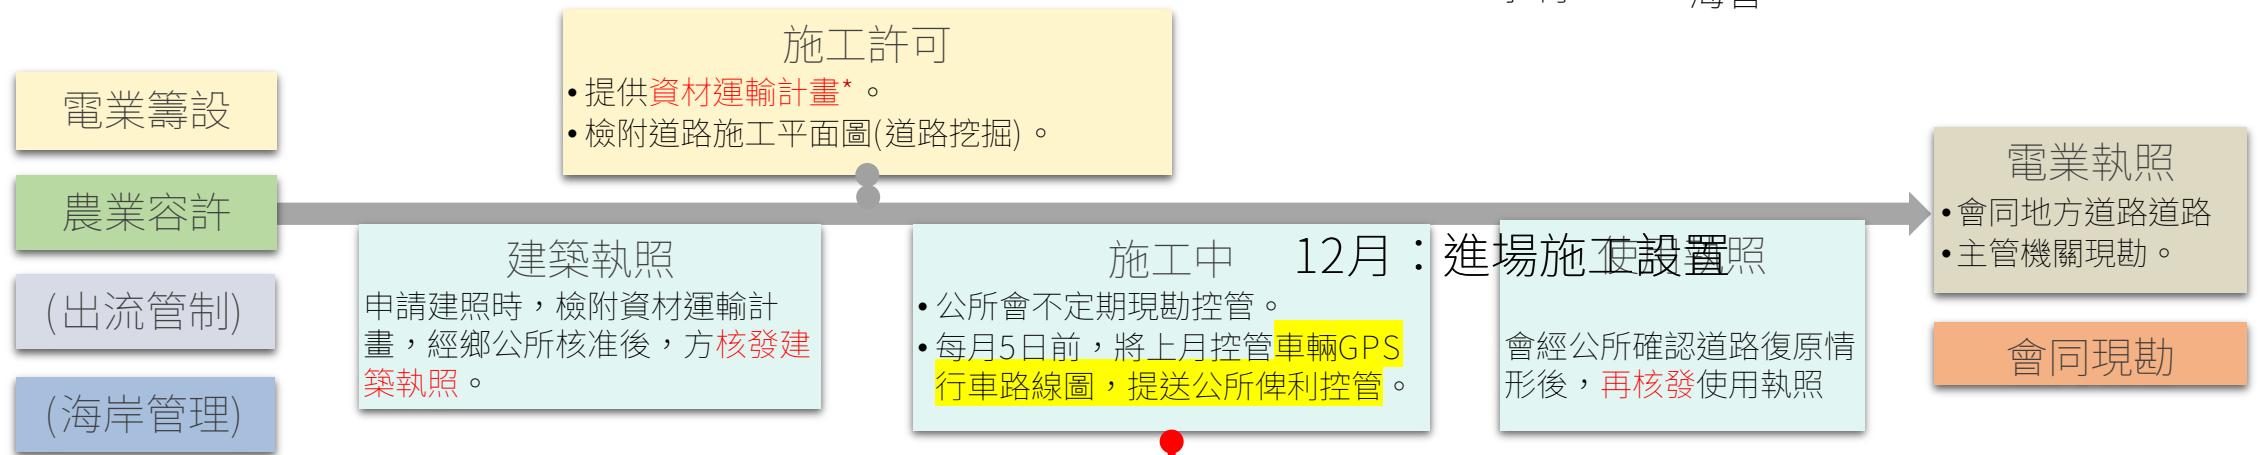 施工許可
•提供資材運輸計畫*。
•檢附道路施工平面圖(道路挖掘)。
電業籌設
農業容許
(出流管制)
(海岸管理)
建築執照
申請建照時，檢附資材運輸計
畫，經鄉公所核准後，方核發建
築執照。
施工中
•公所會不定期現勘控管。
•每月5日前，將上月控管車輛GPS
行車路線圖，提送公所俾利控管。
12月：進場施工設置
使用執照
會經公所確認道路復原情
形後，再核發使用執照
電業執照
•會同地方道路道路
•主管機關現勘。
會同現勘